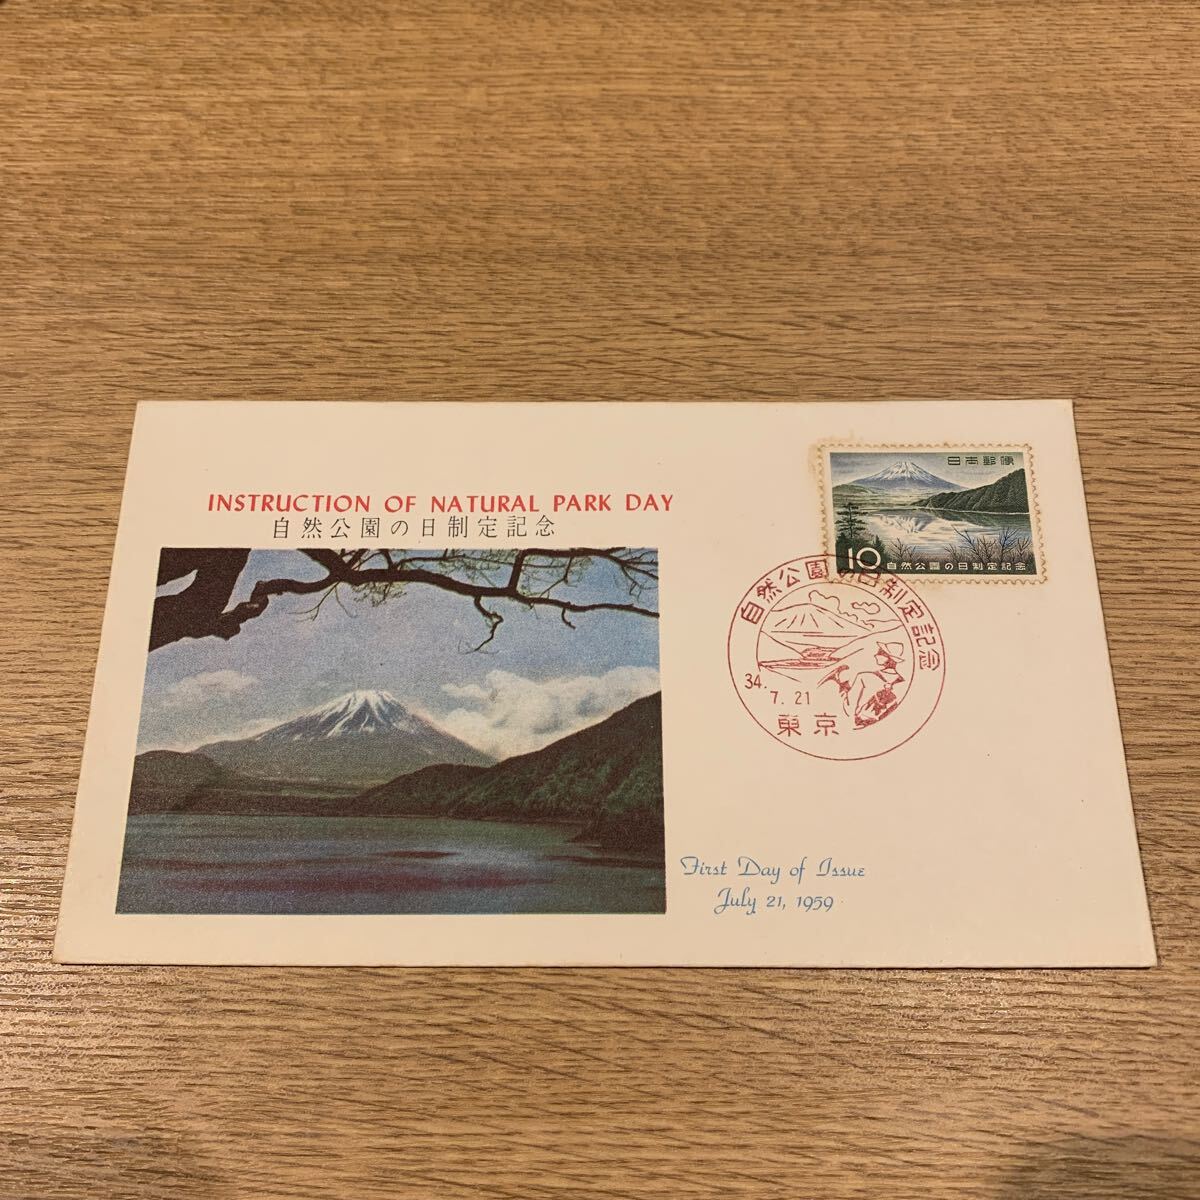 INSTRUCTION OF NATURAL PARK DAY
自然公園の日制定記念
日本郵便
10 自然公園の日制定記念
自然公園の日制定記念
34.
7. 21
東京
First Day of Issue
July 21, 1959.